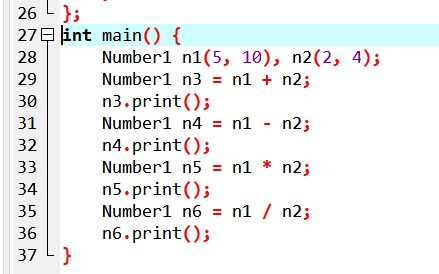 26 };
27 int main() {
28 Number1 n1(5, 10), n2(2, 4);
29 Number1 n3 = n1 + n2;
30 n3.print();
31 Number1 n4 = n1 - n2;
32 n4.print();
33 Number1 n5 = n1 * n2;
34 n5.print();
35 Number1 n6 = n1 / n2;
36 n6.print();
37 }